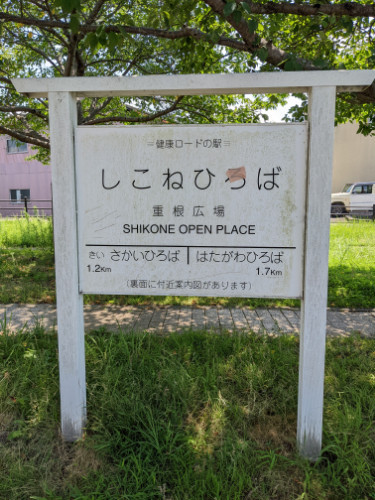 =健康ロードの駅=
しこねひろば
重根広場
SHIKONE OPEN PLACE
さかいひろば | はたがわひろば
1.2Km 1.7Km
(裏面に付近案内図があります)